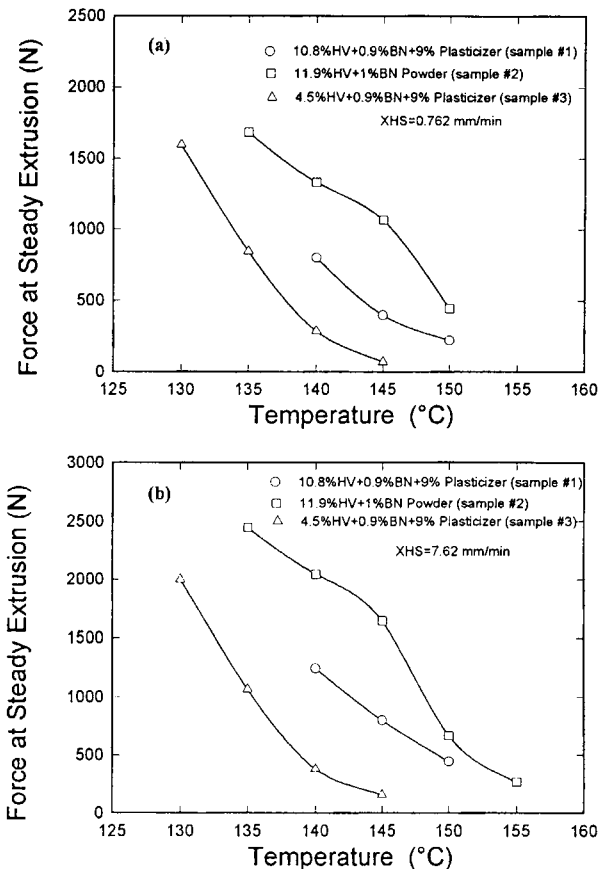 (a)
10.8%HV+0.9%BN+9% Plasticizer (sample #1)
11.9%HV+1%BN Powder (sample #2)
4.5%HV+0.9%BN+9% Plasticizer (sample #3)
XHS=0.762 mm/min
Force at Steady Extrusion (N)
2500
2000
1500
1000
500
0
125 130 135 140 145 150 155 160
Temperature (°C)
(b)
10.8%HV+0.9%BN+9% Plasticizer (sample #1)
11.9%HV+1%BN Powder (sample #2)
4.5%HV+0.9%BN+9% Plasticizer (sample #3)
XHS=7.62 mm/min
Force at Steady Extrusion (N)
3000
2500
2000
1500
1000
500
0
125 130 135 140 145 150 155 160
Temperature (°C)